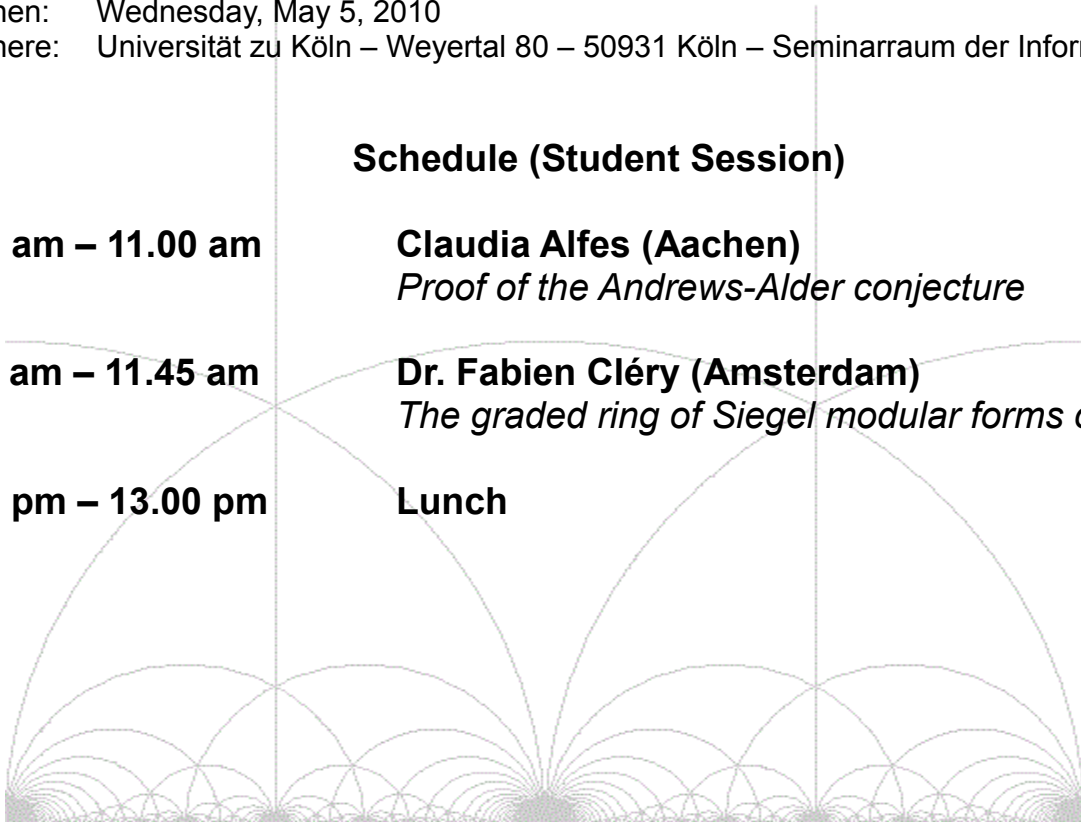 hen: Wednesday, May 5, 2010
here: Universität zu Köln – Weyertal 80 – 50931 Köln – Seminarraum der Infor
Schedule (Student Session)
am – 11.00 am Claudia Alfes (Aachen)
Proof of the Andrews-Alder conjecture
am – 11.45 am Dr. Fabien Cléry (Amsterdam)
The graded ring of Siegel modular forms
pm – 13.00 pm Lunch